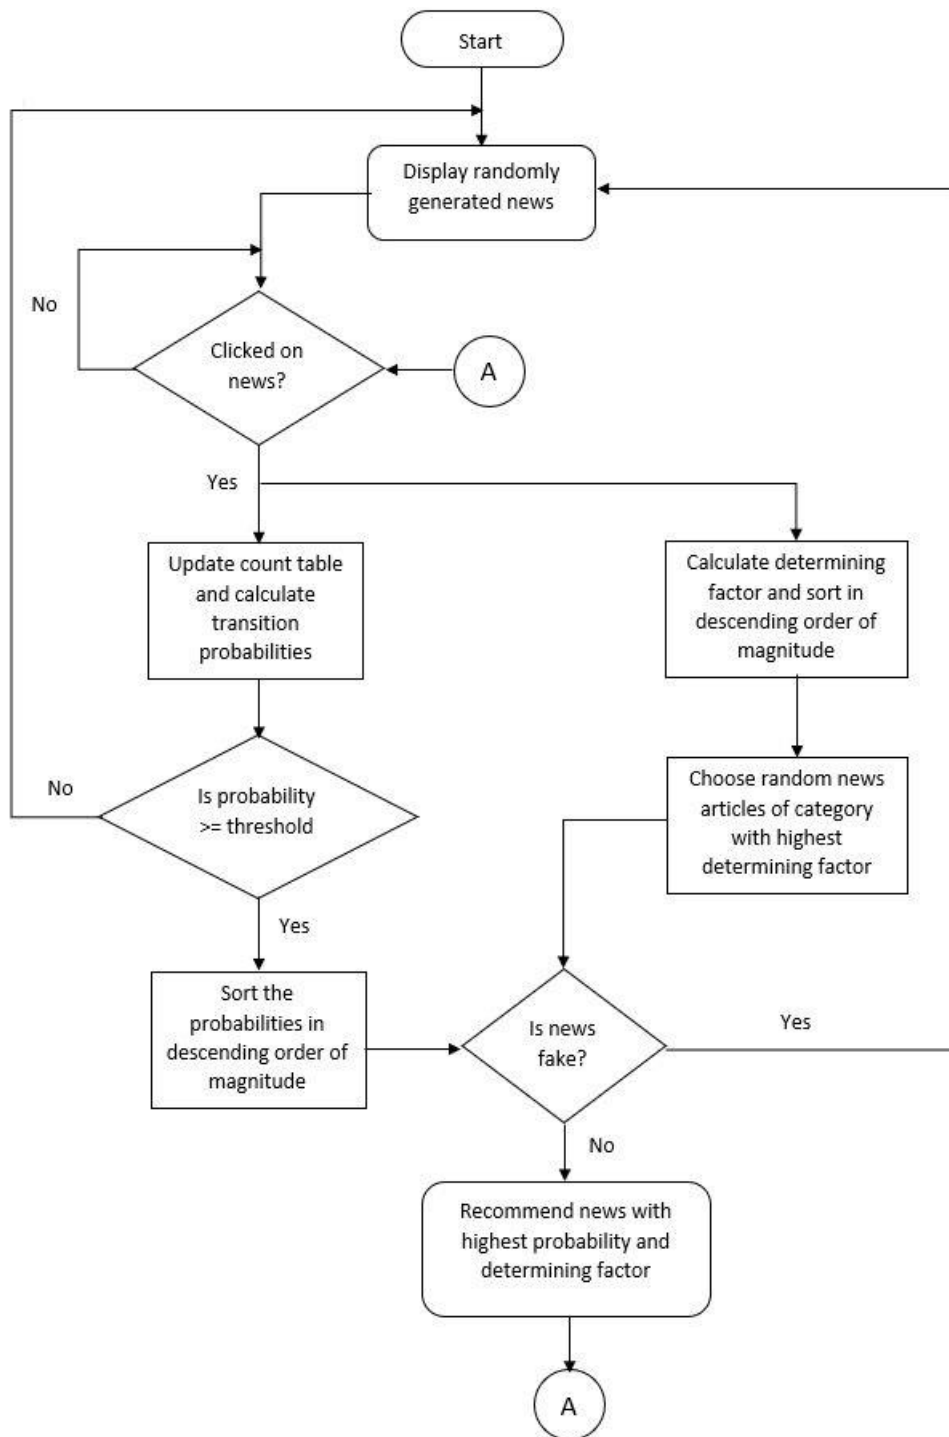 Start
Display randomly
generated news
No
Clicked on
news?
A
Yes
Update count table
and calculate
transition
probabilities
Calculate determining
factor and sort in
descending order of
magnitude
No
Is probability
>= threshold
Choose random news
articles of category
with highest
determining factor
Yes
Sort the
probabilities in
descending order of
magnitude
Is news
fake?
Yes
No
Recommend news with
highest probability and
determining factor
A